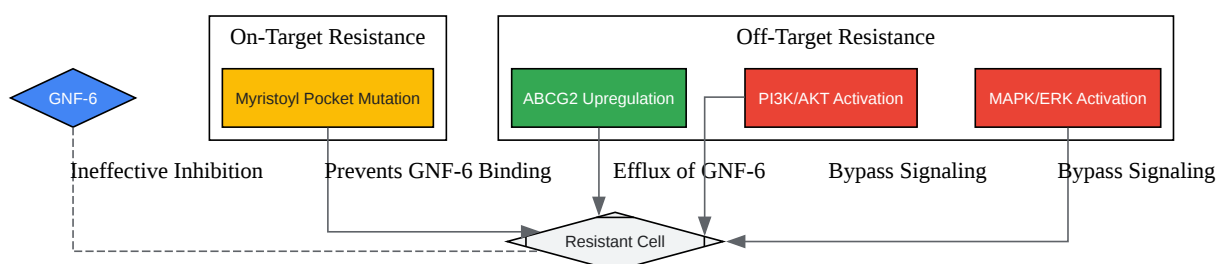 On-Target Resistance
Off-Target Resistance
GNF-6
Myristoyl Pocket Mutation
ABCG2 Upregulation
PI3K/AKT Activation
MAPK/ERK Activation
Ineffective Inhibition
Prevents GNF-6 Binding
Efflux of GNF-6
Bypass Signaling
Bypass Signaling
Resistant Cell